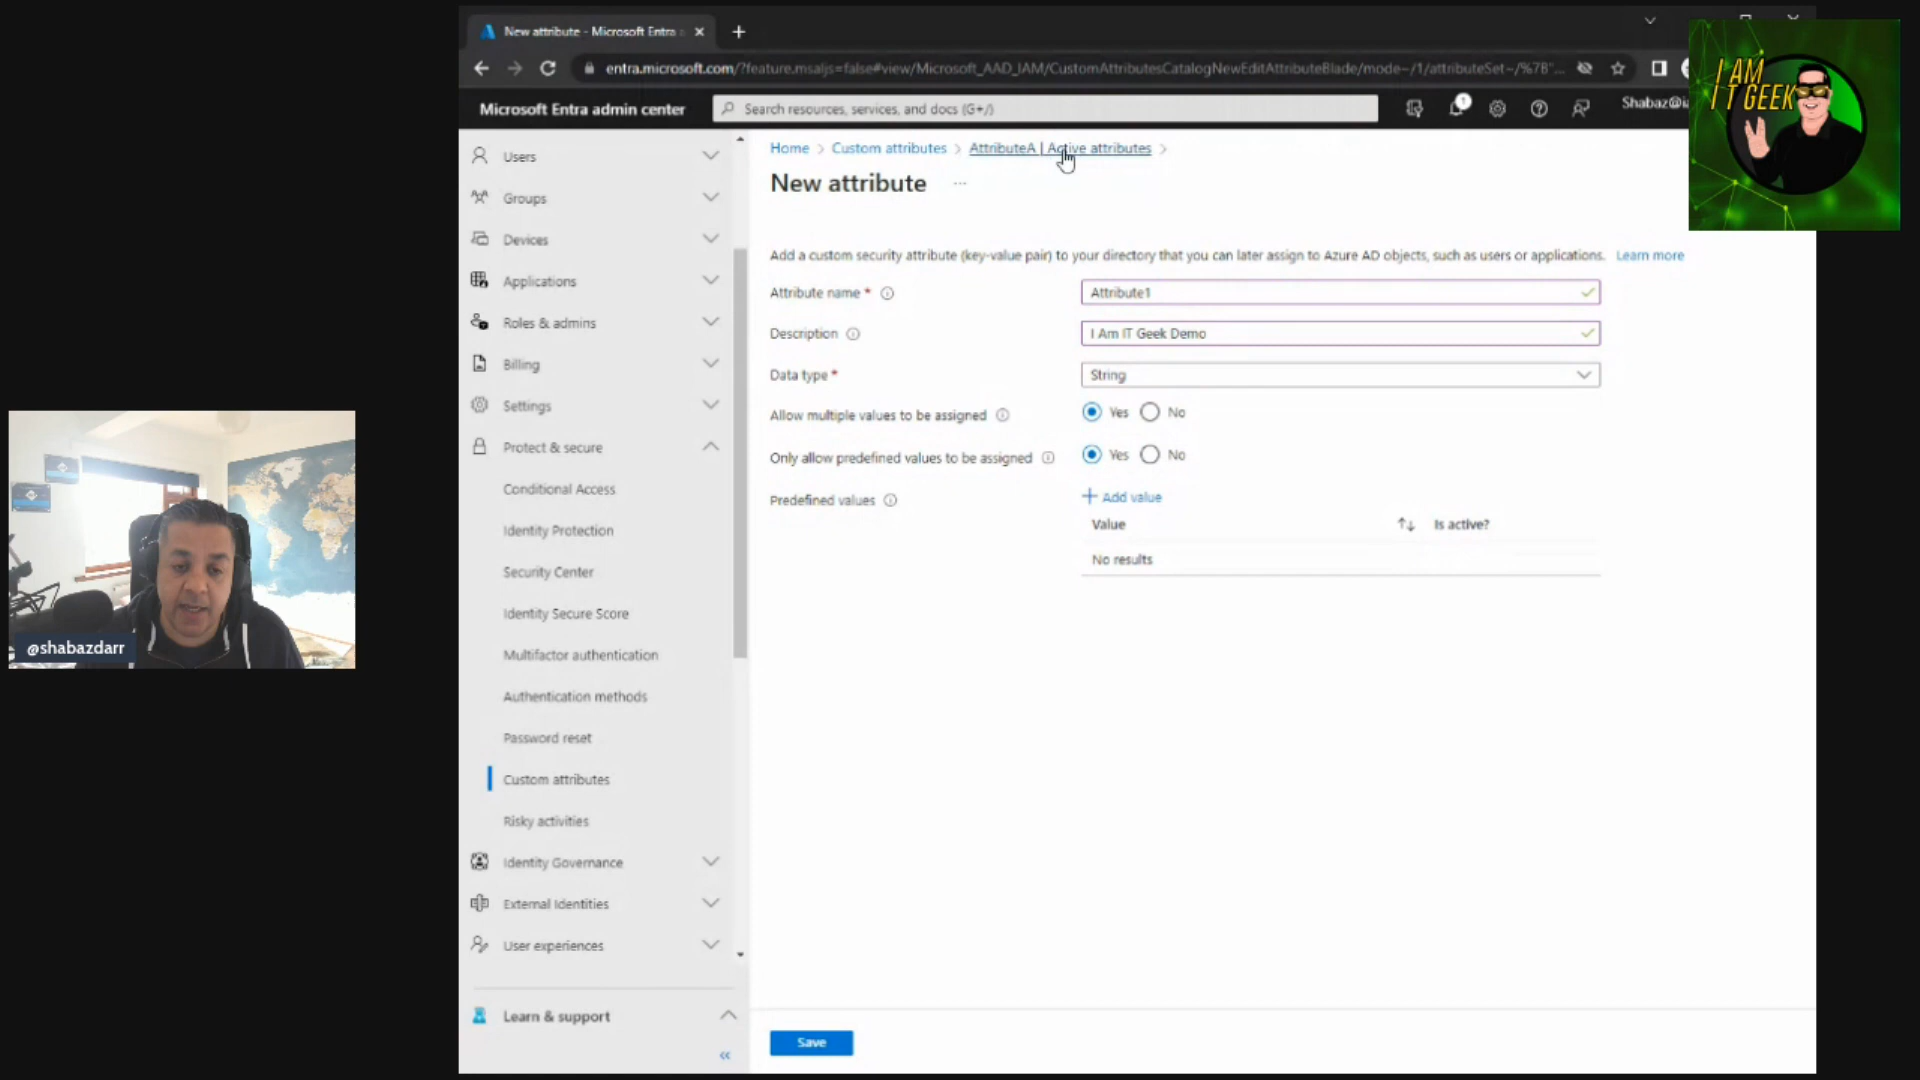 New attribute - Microsoft Entra
entra.microsoft.com/?feature.msaljs=false#view/Microsoft_AAD_IAM/CustomAttributesCatalogNewEditAttributeBlade/mode~/1/attributeSet~/%7B"...
Microsoft Entra admin center
Search resources, services, and docs (G+/)
1
Shabaz@i
I AM
IT GEEK
Users
Groups
Devices
Applications
Roles & admins
Billing
Settings
Protect & secure
Conditional Access
Identity Protection
Security Center
Identity Secure Score
Multifactor authentication
Authentication methods
Password reset
Custom attributes
Risky activities
Identity Governance
External Identities
User experiences
Learn & support
Home > Custom attributes > AttributeA | Active attributes >
New attribute ...
Add a custom security attribute (key-value pair) to your directory that you can later assign to Azure AD objects, such as users or applications. Learn more
Attribute name * Attribute1
Description I Am IT Geek Demo
Data type * String
Allow multiple values to be assigned Yes No
Only allow predefined values to be assigned Yes No
Predefined values + Add value
Value Is active?
No results
Save
@shabazdarr